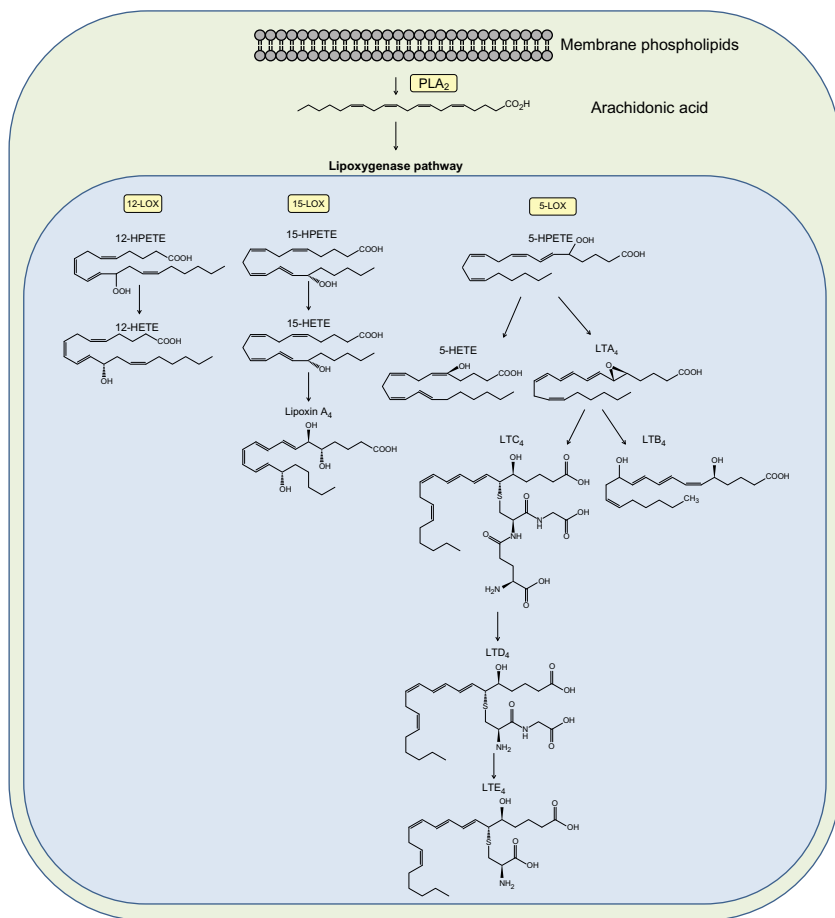 Membrane phospholipids
PLA2
CO2H
Arachidonic acid
Lipoxygenase pathway
12-LOX
15-LOX
5-LOX
12-HPETE
COOH
OOH
15-HPETE
COOH
OOH
5-HPETE
OOH
COOH
12-HETE
COOH
OH
15-HETE
COOH
OH
5-HETE
OH
COOH
LTA4
O
COOH
Lipoxin A4
OH
COOH
OH
OH
LTC4
OH
O
OH
S
O
N
H
OH
O
NH
O
H2N
OH
O
LTB4
OH
OH
O
OH
CH3
LTD4
OH
O
OH
S
O
N
H
OH
O
NH2
LTE4
OH
O
OH
S
O
OH
NH2